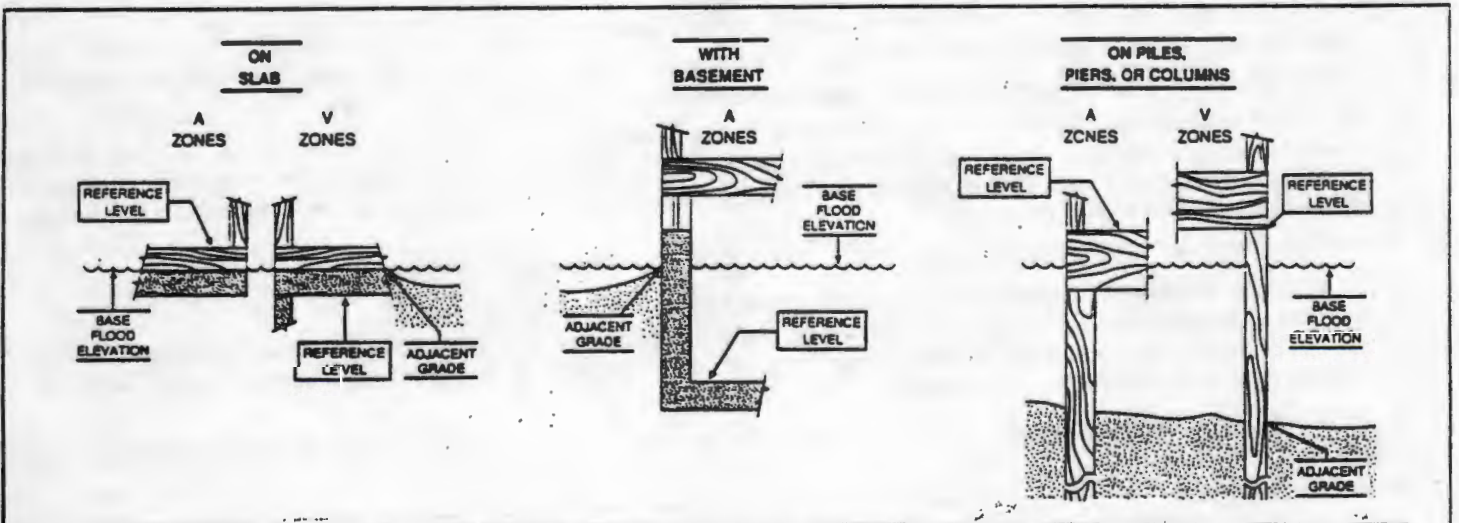 ON
SLAB
A
ZONES
V
ZONES
REFERENCE
LEVEL
BASE
FLOOD
ELEVATION
REFERENCE
LEVEL
ADJACENT
GRADE
WITH
BASEMENT
A
ZONES
BASE
FLOOD
ELEVATION
ADJACENT
GRADE
REFERENCE
LEVEL
ON PILES,
PIERS, OR COLUMNS
A
ZONES
V
ZONES
REFERENCE
LEVEL
REFERENCE
LEVEL
BASE
FLOOD
ELEVATION
ADJACENT
GRADE